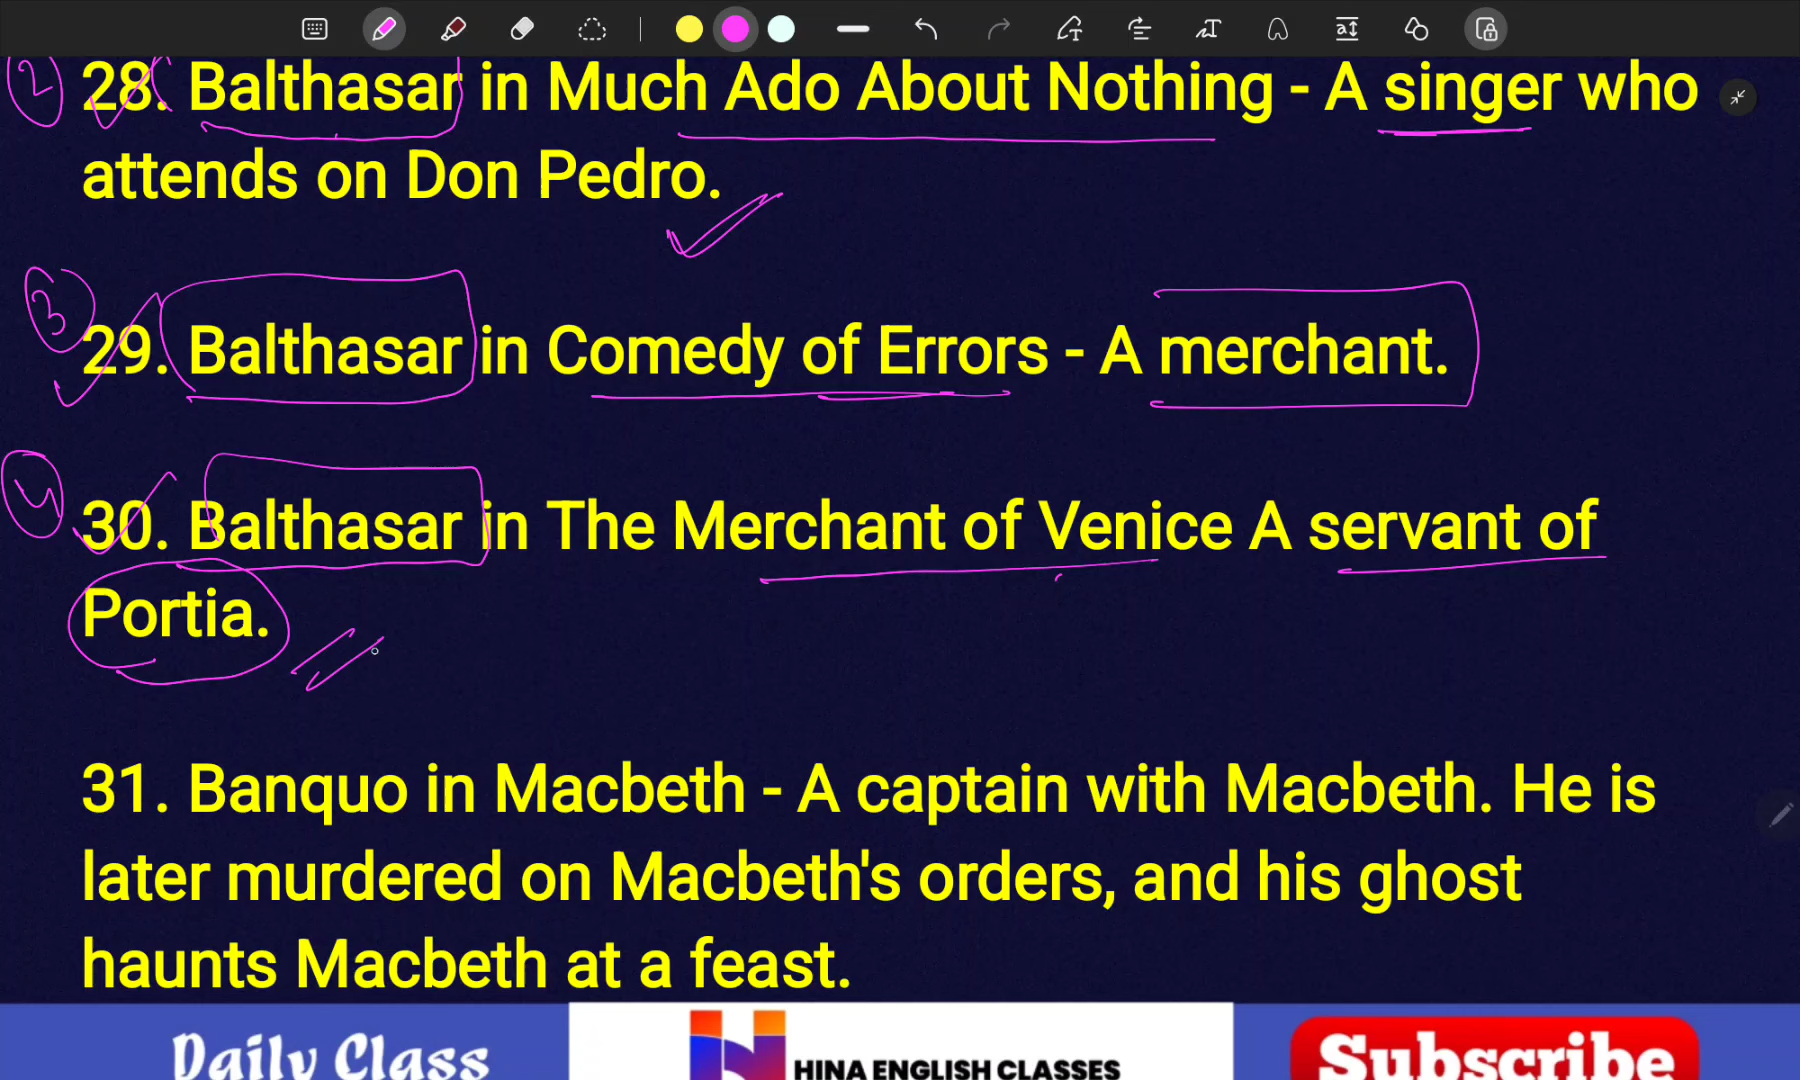 2 28. Balthasar in Much Ado About Nothing - A singer who
attends on Don Pedro.
3 29. Balthasar in Comedy of Errors - A merchant.
4 30. Balthasar in The Merchant of Venice A servant of
Portia.
31. Banquo in Macbeth - A captain with Macbeth. He is
later murdered on Macbeth's orders, and his ghost
haunts Macbeth at a feast.
Daily Class
HINA ENGLISH CLASSES
Subscribe